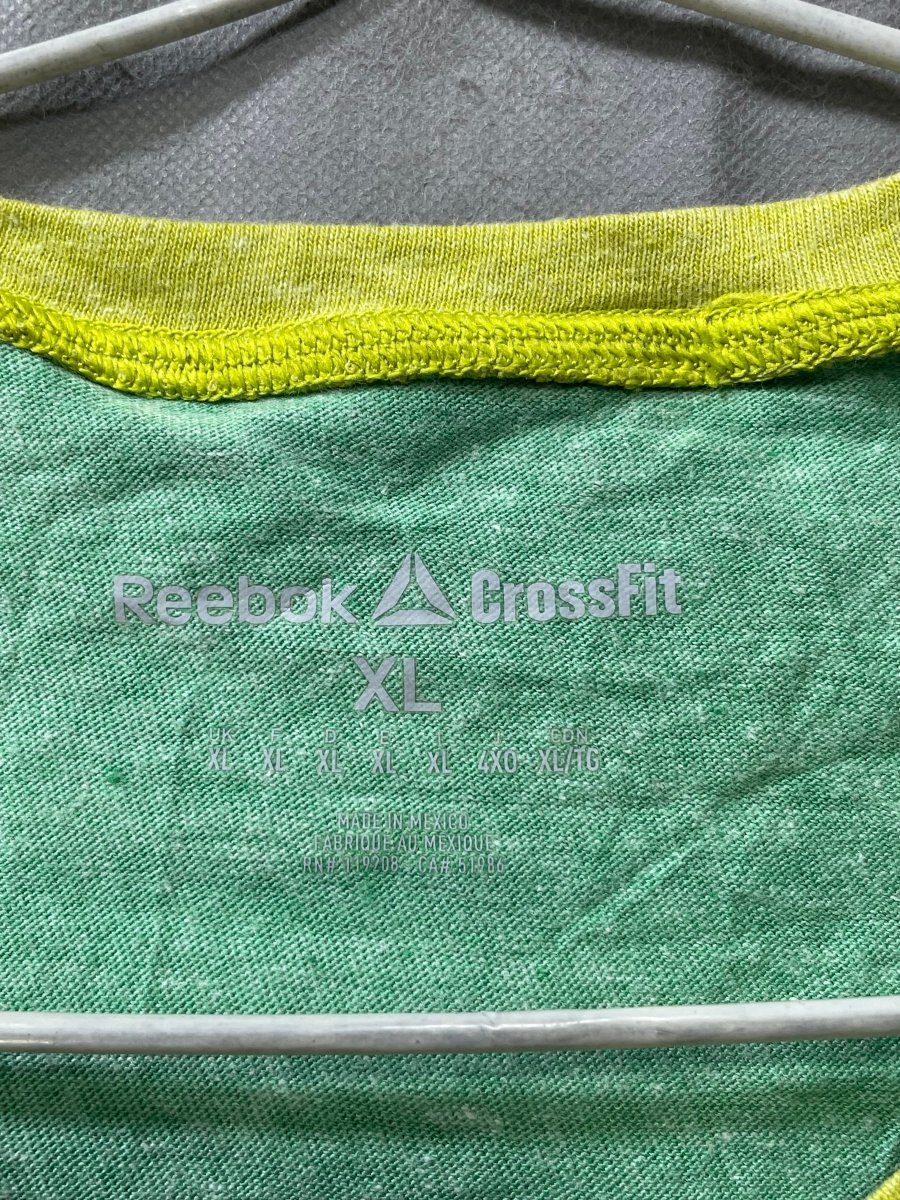 Reebok CrossFit
XL
UK F D E I J CDN
XL XL XL XL XL 4XO XL/TG
MADE IN MEXICO
FABRIQUE AU MEXIQUE
RN# 119208 CA# 51286